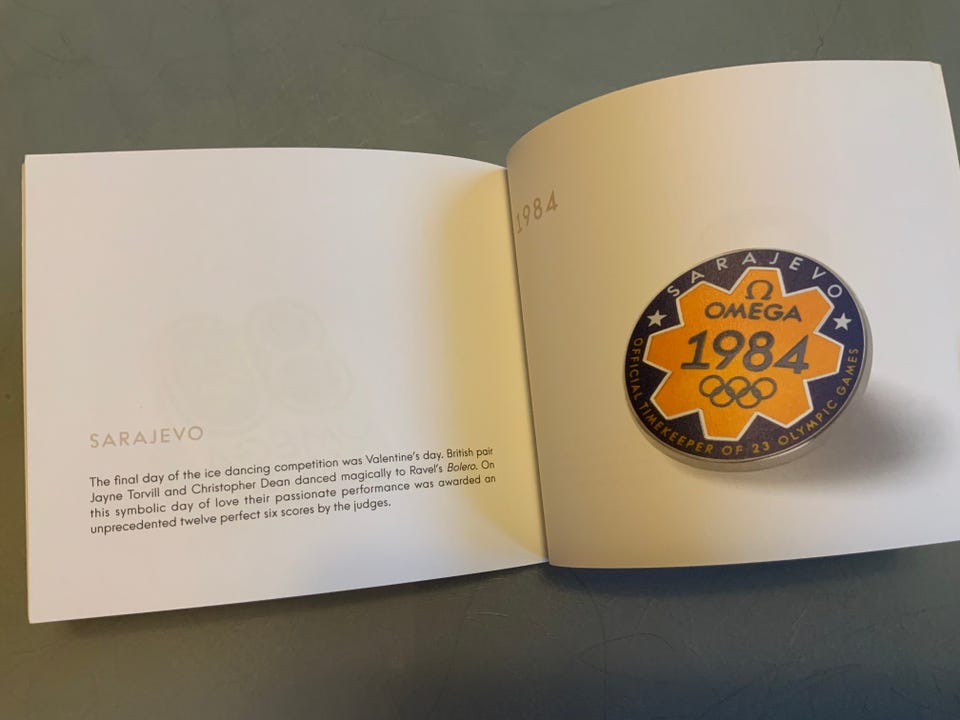 SARAJEVO
The final day of the ice dancing competition was Valentine's day. British pair
Jayne Torvill and Christopher Dean danced magically to Ravel's Bolero. On
this symbolic day of love their passionate performance was awarded an
unprecedented twelve perfect six scores by the judges.
1984
SARAJEVO
Ω
OMEGA
1984
OFFICIAL TIMEKEEPER OF 23 OLYMPIC GAMES